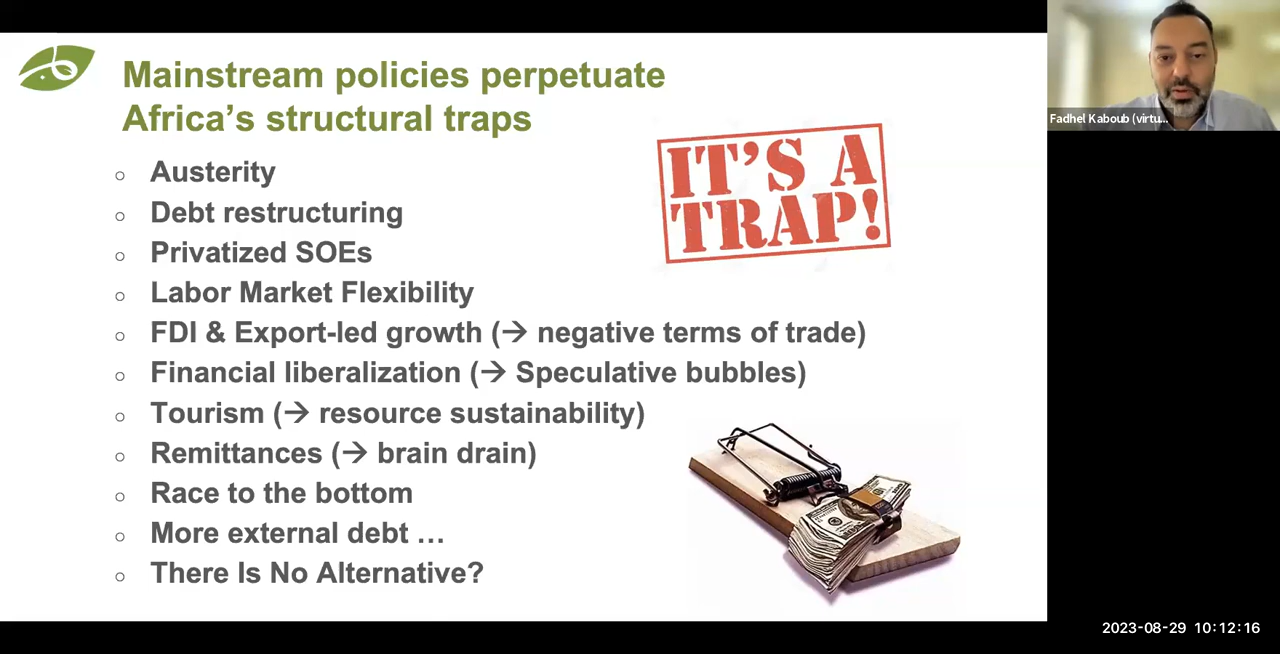 Mainstream policies perpetuate
Africa’s structural traps
○ Austerity
○ Debt restructuring
○ Privatized SOEs
○ Labor Market Flexibility
○ FDI & Export-led growth (→ negative terms of trade)
○ Financial liberalization (→ Speculative bubbles)
○ Tourism (→ resource sustainability)
○ Remittances (→ brain drain)
○ Race to the bottom
○ More external debt …
○ There Is No Alternative?
IT’S A
TRAP!
Fadhel Kaboub (virtu...
2023-08-29 10:12:16